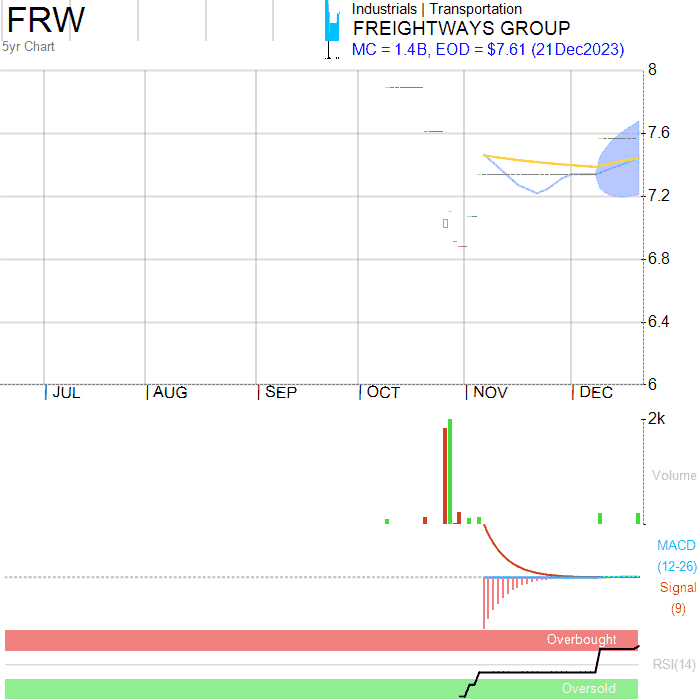 FRW
5yr Chart
Industrials | Transportation
FREIGHTWAYS GROUP
MC = 1.4B, EOD = $7.61 (21Dec2023)
8
7.6
7.2
6.8
6.4
6
JUL AUG SEP OCT NOV DEC
2k
Volume
MACD
(12-26)
Signal
(9)
Overbought
RSI(14)
Oversold